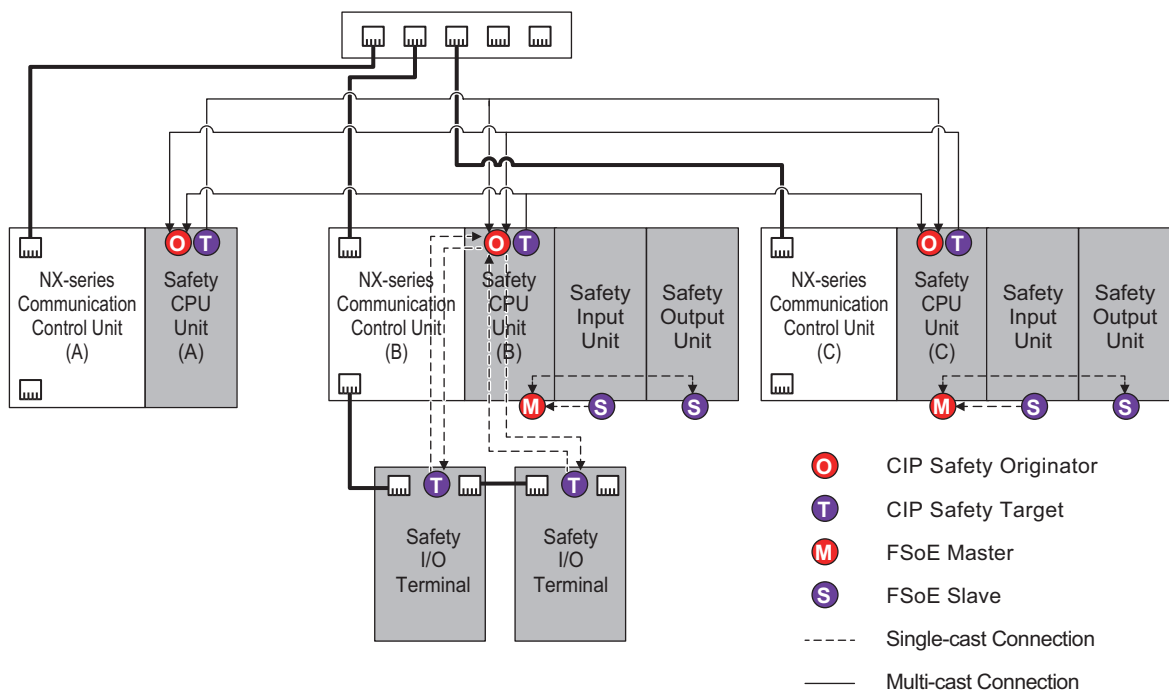 O T
O T
O T
NX-series
Communication
Control Unit
(A)
Safety
CPU
Unit
(A)
NX-series
Communication
Control Unit
(B)
Safety
CPU
Unit
(B)
Safety
Input
Unit
Safety
Output
Unit
NX-series
Communication
Control Unit
(C)
Safety
CPU
Unit
(C)
Safety
Input
Unit
Safety
Output
Unit
M S S
M S S
T
Safety
I/O
Terminal
T
Safety
I/O
Terminal
O CIP Safety Originator
T CIP Safety Target
M FSoE Master
S FSoE Slave
Single-cast Connection
Multi-cast Connection